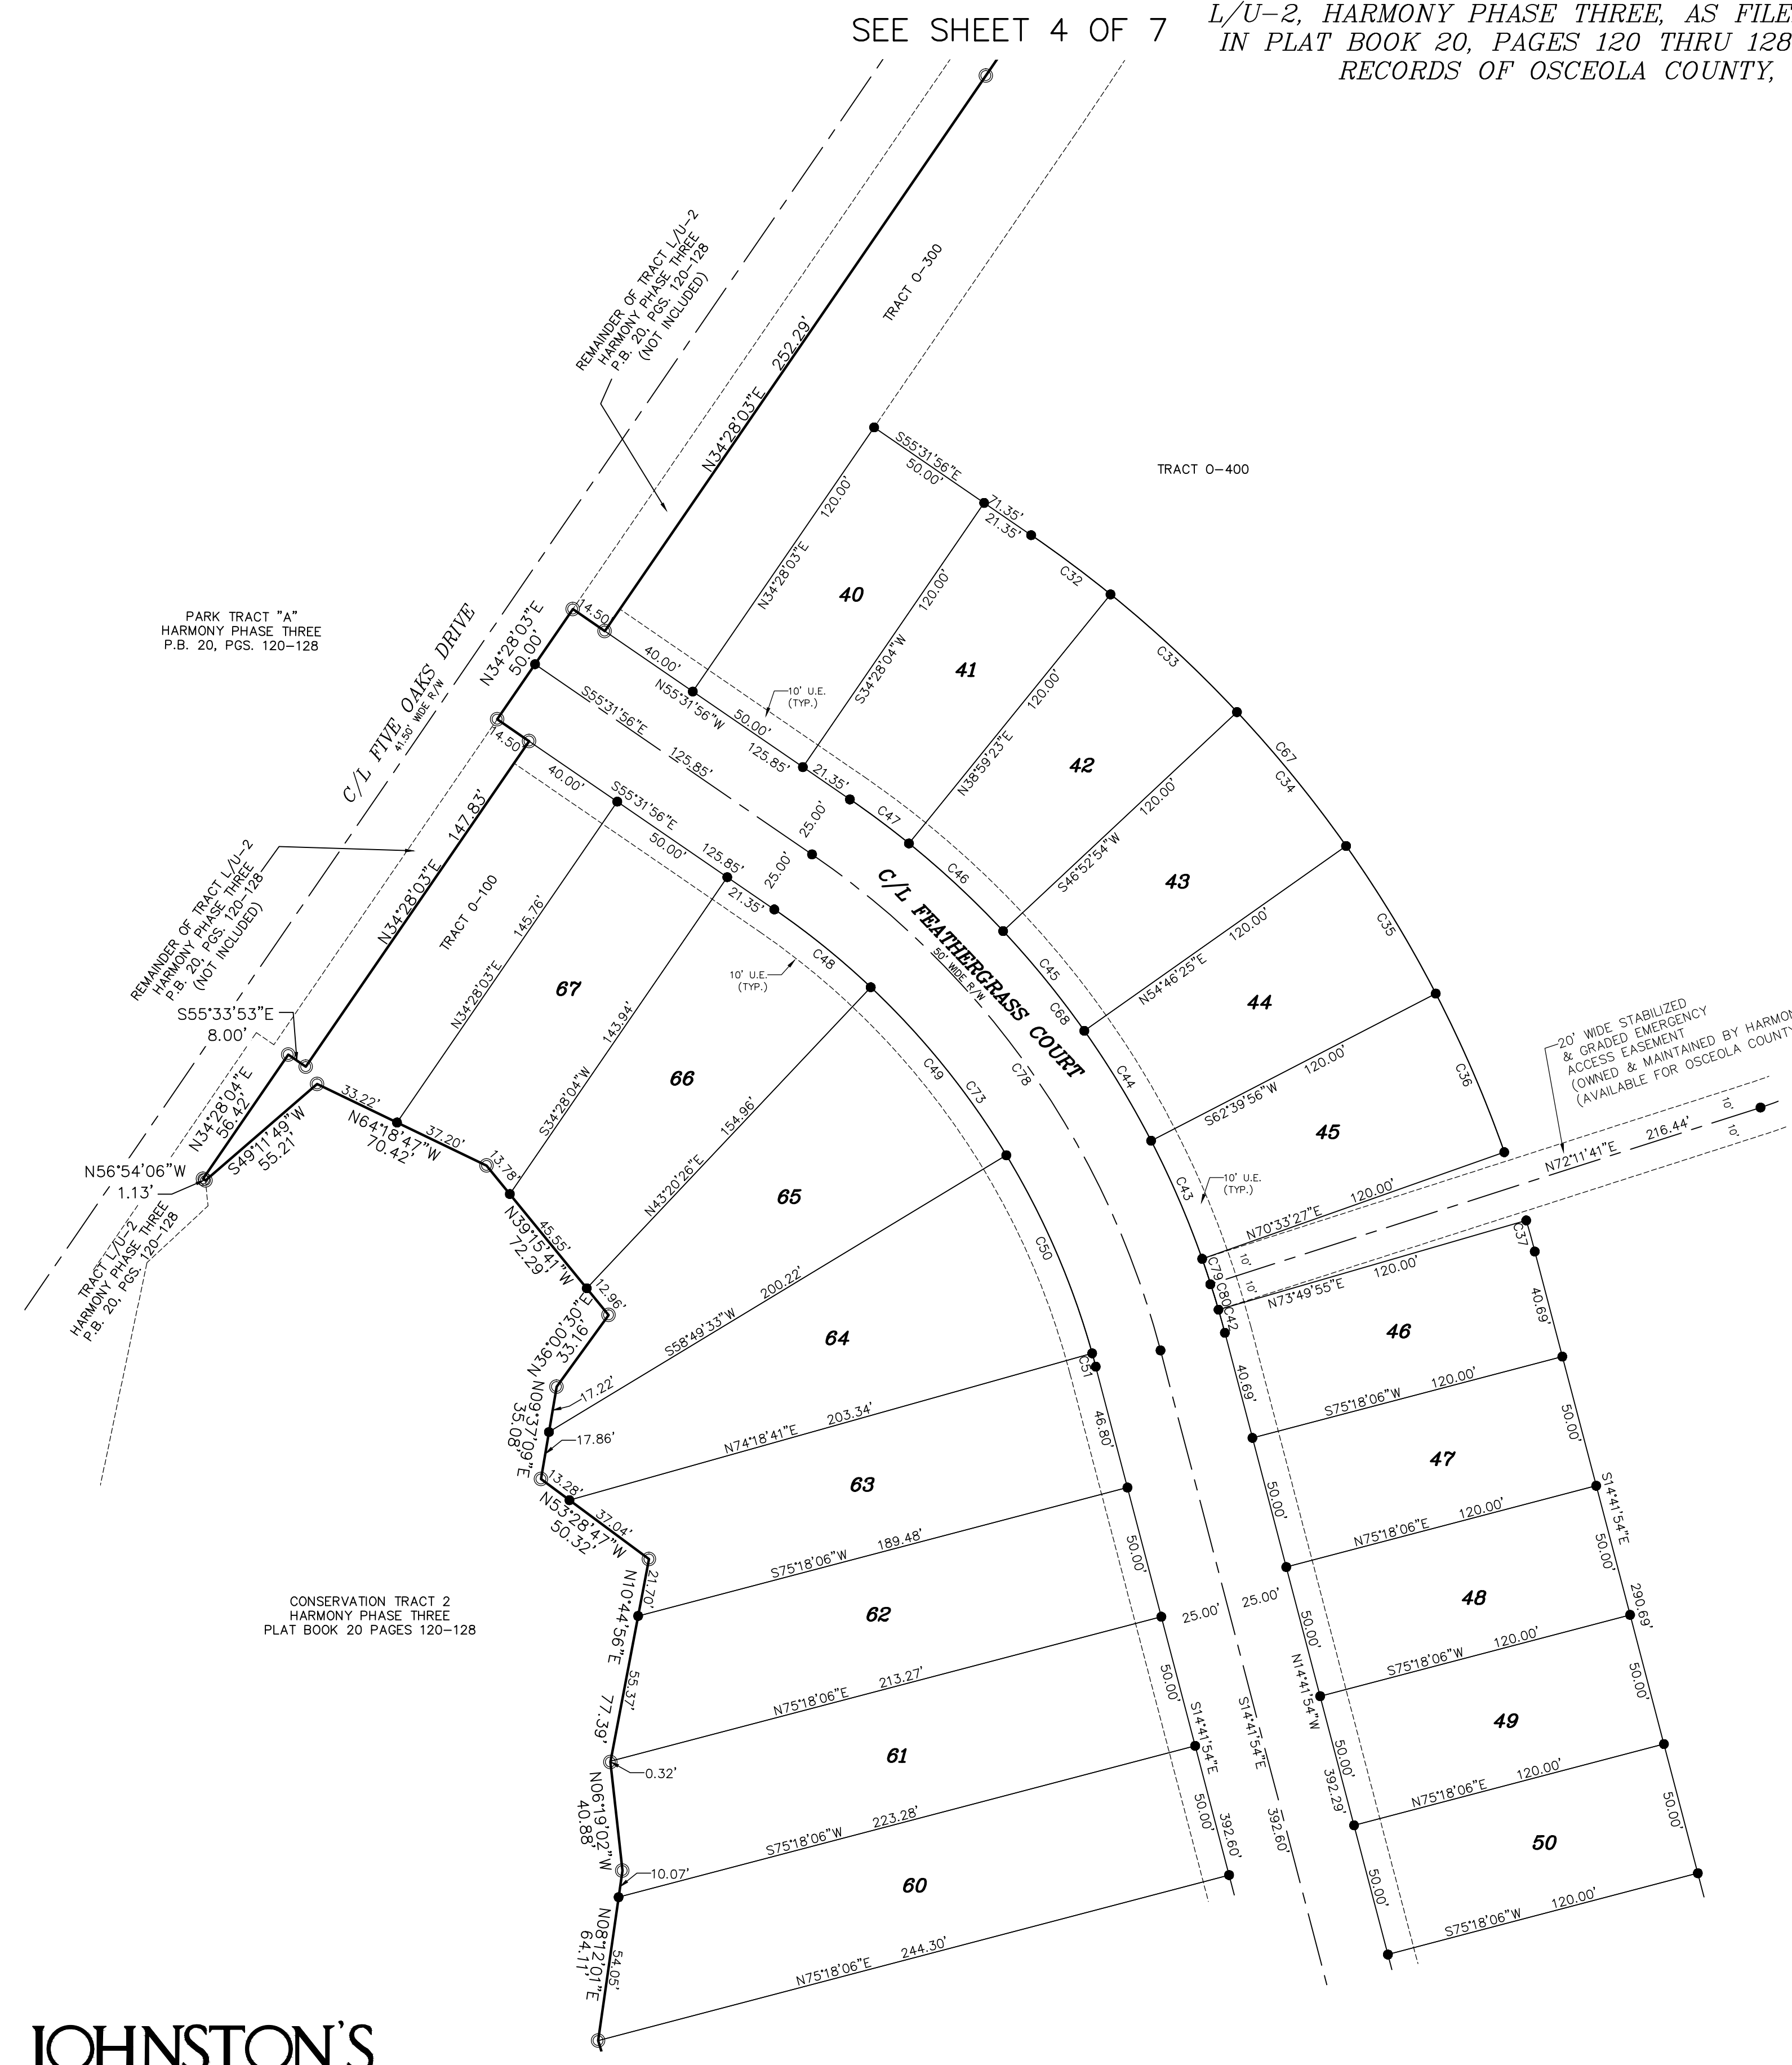 SEE SHEET 4 OF 7
L/U-2, HARMONY PHASE THREE, AS FILE
IN PLAT BOOK 20, PAGES 120 THRU 128
RECORDS OF OSCEOLA COUNTY,
REMAINDER OF TRACT L/U-2
HARMONY PHASE THREE
P.B. 20, PGS. 120-128
(NOT INCLUDED)
TRACT O-300
N34°28'03"E 252.29'
TRACT O-400
S55°31'56"E
50.00'
71.35'
21.35'
C32
120.00'
N34°28'03"E
40
120.00'
S34°28'04"W
41
C33
PARK TRACT "A"
HARMONY PHASE THREE
P.B. 20, PGS. 120-128
C/L FIVE OAKS DRIVE
41.50' WIDE R/W
N34°28'03"E
50.00'
14.50'
40.00'
N55°31'56"W
50.00'
125.85'
10' U.E.
(TYP.)
21.35'
C47
120.00'
N38°59'23"E
42
C67
C34
S55°31'56"E 125.85'
25.00'
25.00'
14.50'
40.00'
S55°31'56"E
50.00'
125.85'
21.35'
C46
S46°52'54"W
120.00'
43
C35
C/L FEATHERGRASS COURT
50' WIDE R/W
C45
C68
N54°46'25"E
120.00'
44
C36
N34°28'03"E 147.83'
REMAINDER OF TRACT L/U-2
HARMONY PHASE THREE
P.B. 20, PGS. 120-128
(NOT INCLUDED)
TRACT O-100
145.76'
N34°28'03"E
67
10' U.E.
(TYP.)
C48
143.94'
S34°28'04"W
66
C49
C73
C78
C44
S62°39'56"W
120.00'
45
20' WIDE STABILIZED
& GRADED EMERGENCY
ACCESS EASEMENT
(OWNED & MAINTAINED BY HARMON
(AVAILABLE FOR OSCEOLA COUNTY
S55°33'53"E
8.00'
N34°28'04"E
56.42'
S49°11'49"W
55.21'
N56°54'06"W
1.13'
33.22'
N64°18'47"W
70.42'
37.20'
13.78'
TRACT L/U-2
HARMONY PHASE THREE
P.B. 20, PGS. 120-128
45.55'
N39°15'41"W
72.29'
12.96'
154.96'
N43°20'26"E
65
C50
C43
10' U.E.
(TYP.)
N70°33'27"E
120.00'
N72°11'41"E
216.44'
10'
10'
10'
10'
C79
C80
C42
N73°49'55"E
120.00'
C37
40.69'
46
40.69'
N36°00'30"E
33.16'
N09°37'09"E
35.08'
17.22'
17.86'
S58°49'33"W
200.22'
64
C51
46.80'
S75°18'06"W
120.00'
50.00'
47
13.28'
N53°28'47"W
50.32'
37.04'
N74°18'41"E
203.34'
63
50.00'
N75°18'06"E
120.00'
S14°41'54"E
50.00'
290.69'
CONSERVATION TRACT 2
HARMONY PHASE THREE
PLAT BOOK 20 PAGES 120-128
21.70'
N10°44'56"E
77.39'
55.37'
S75°18'06"W
189.48'
62
50.00'
25.00'
25.00'
50.00'
48
S75°18'06"W
120.00'
N14°41'54"W
50.00'
0.32'
N75°18'06"E
213.27'
61
50.00'
S14°41'54"E
S14°41'54"E
49
50.00'
392.29'
N75°18'06"E
120.00'
N06°19'02"W
40.88'
10.07'
S75°18'06"W
223.28'
60
50.00'
392.60'
392.60'
50.00'
50
50.00'
S75°18'06"W
120.00'
N08°12'01"E
64.11'
54.05'
N75°18'06"E
244.30'
JOHNSTON'S